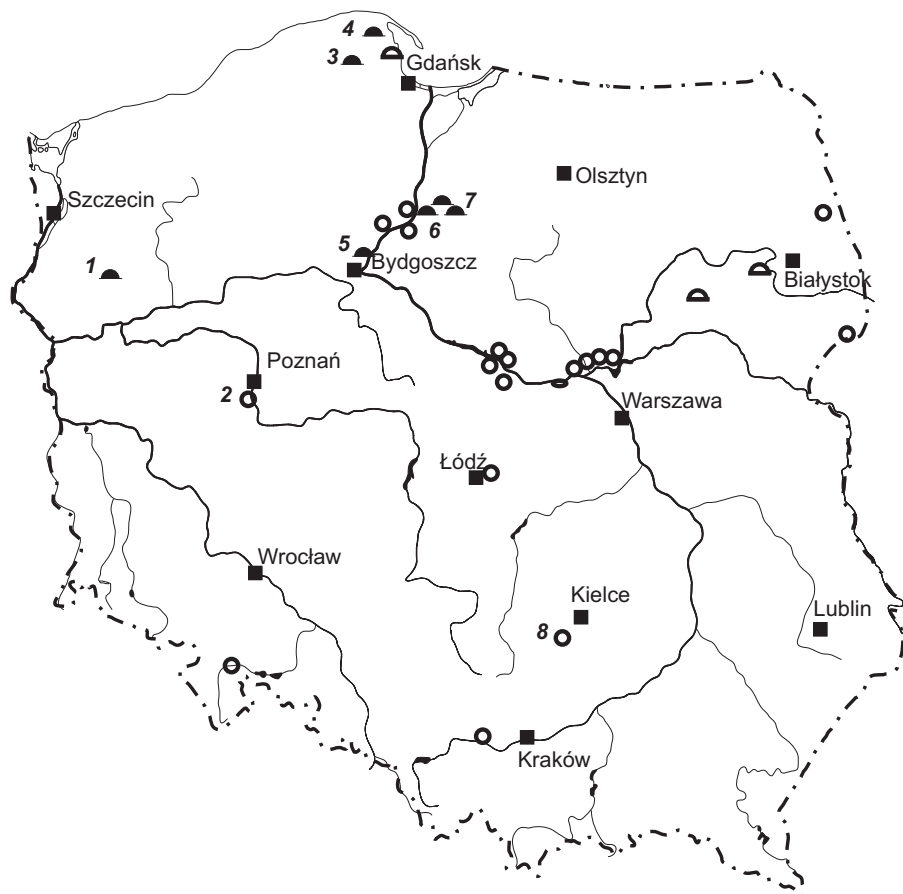 4
3
Gdańsk
Olsztyn
Szczecin
7
6
5
Bydgoszcz
Białystok
1
Poznań
2
Warszawa
Łódź
Wrocław
Kielce
8
Lublin
Kraków